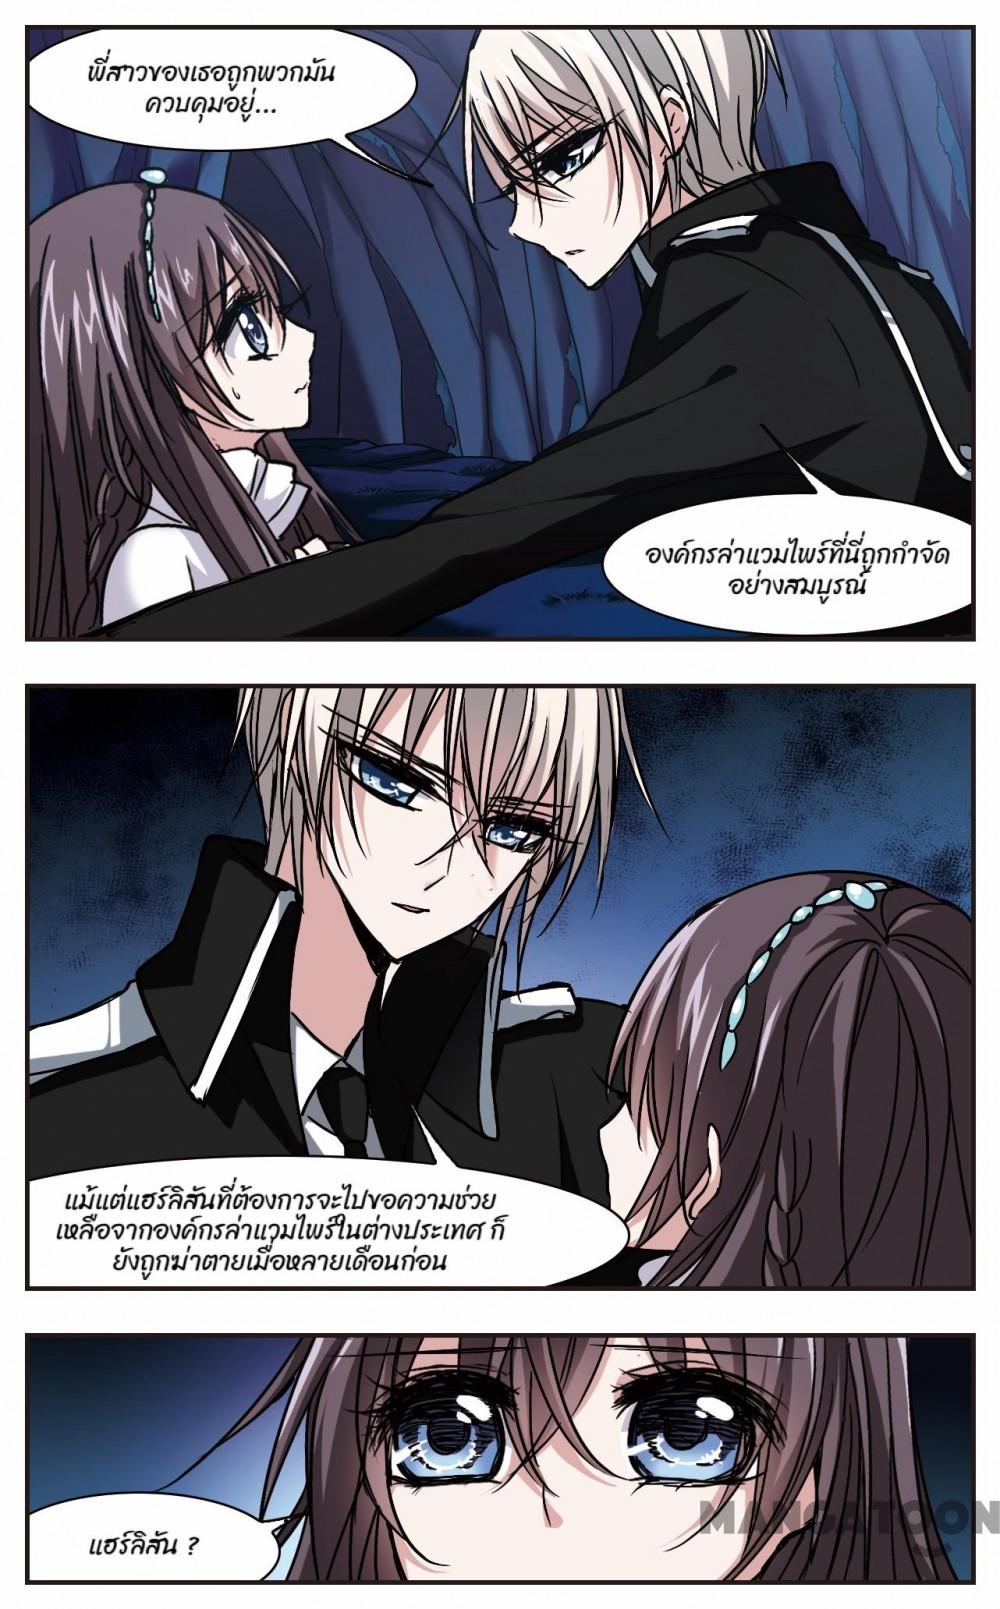 พี่สาวของเธอถูกพวกมัน
ควบคุมอยู่...
องค์กรล่าแวมไพร์ที่นี่ถูกกำจัด
อย่างสมบูรณ์
แม้แต่แฮร์ลิสันที่ต้องการจะไปขอความช่วย
เหลือจากองค์กรล่าแวมไพร์ในต่างประเทศ ก็
ยังถูกฆ่าตายเมื่อหลายเดือนก่อน
แฮร์ลิสัน ?
MANGATOON